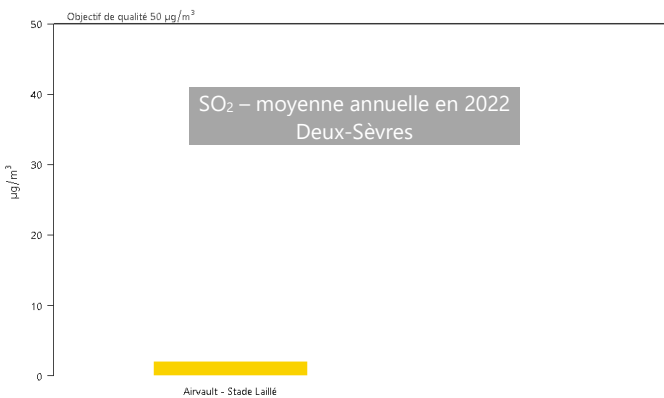 Objectif de qualité 50 µg/m³
50
SO₂ – moyenne annuelle en 2022
Deux-Sèvres
40
30
µg/m³
20
10
0
Airvault - Stade Laillé